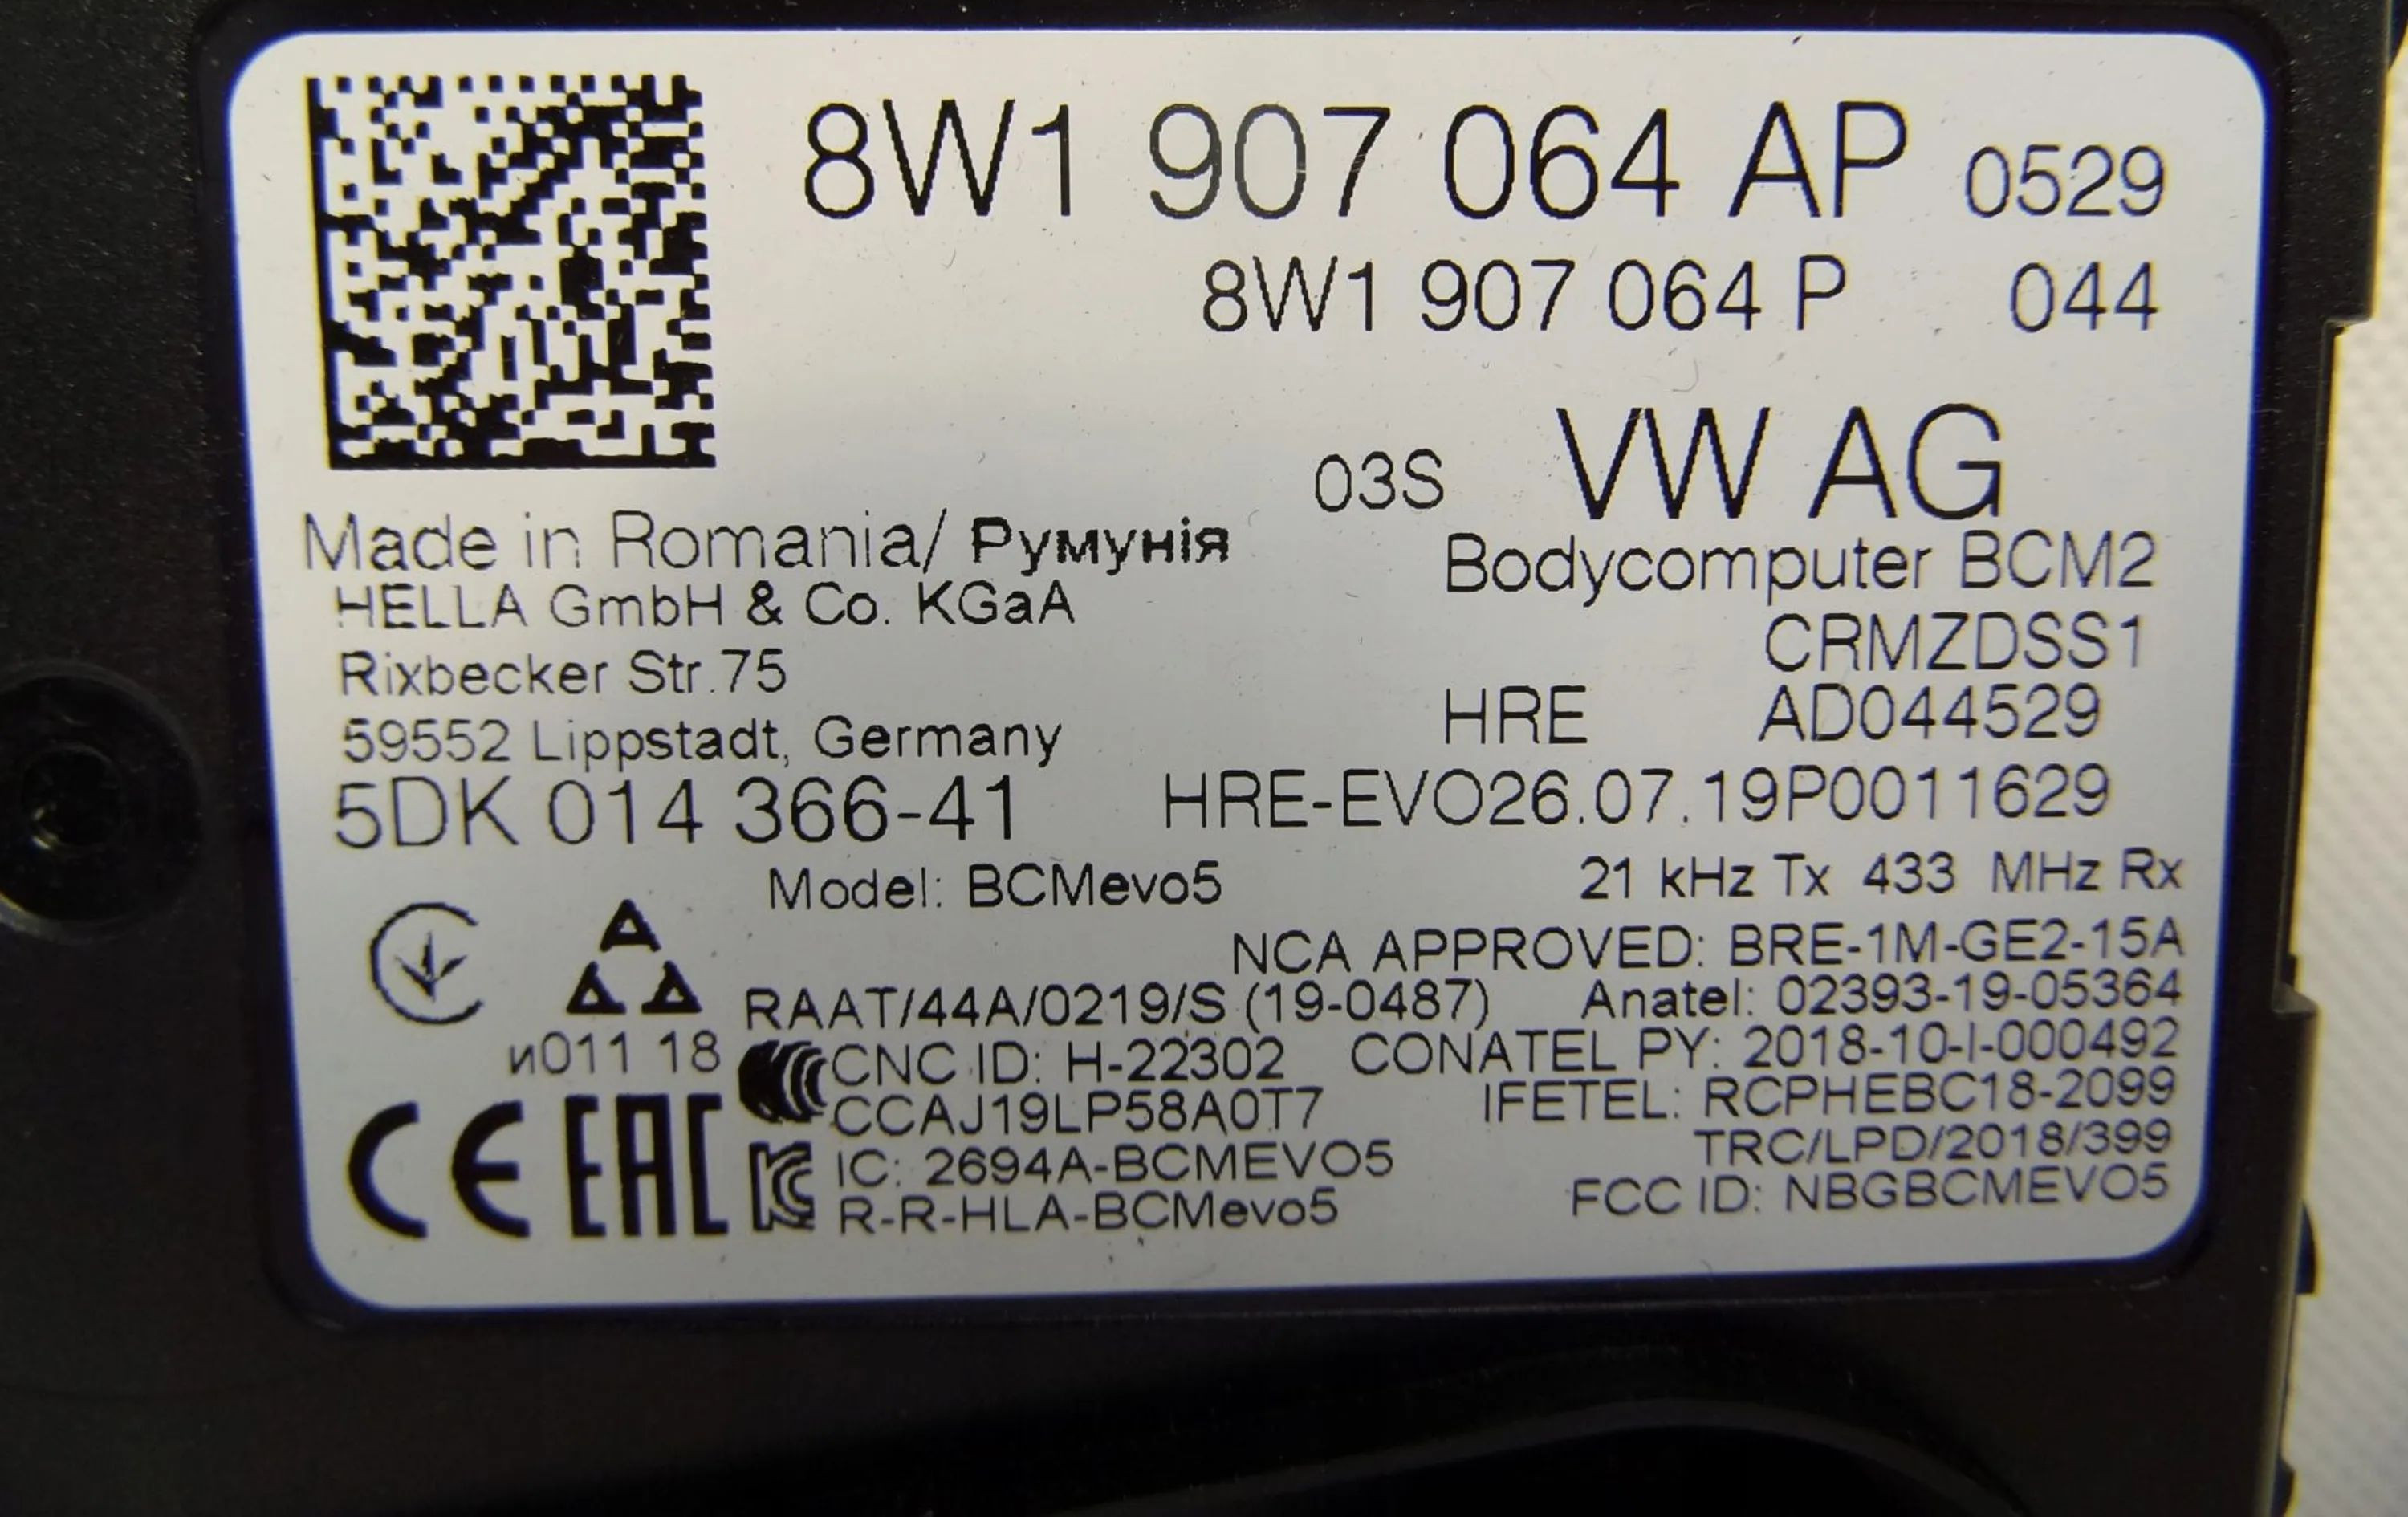 8W1 907 064 AP 0529
8W1 907 064 P 044
03S VW AG
Made in Romania/ Румунія
Bodycomputer BCM2
HELLA GmbH & Co. KGaA
CRMZDSS1
Rixbecker Str.75
HRE AD044529
59552 Lippstadt, Germany
5DK 014 366-41 HRE-EVO26.07.19P0011629
Model: BCMevo5 21 kHz Tx 433 MHz Rx
NCA APPROVED: BRE-1M-GE2-15A
RAAT/44A/0219/S (19-0487) Anatel: 02393-19-05364
и011 18 CNC ID: H-22302 CONATEL PY: 2018-10-I-000492
CCAJ19LP58A0T7 IFETEL: RCPHEBC18-2099
TRC/LPD/2018/399
CE EAC IC: 2694A-BCMEVO5
R-R-HLA-BCMevo5 FCC ID: NBGBCMEVO5